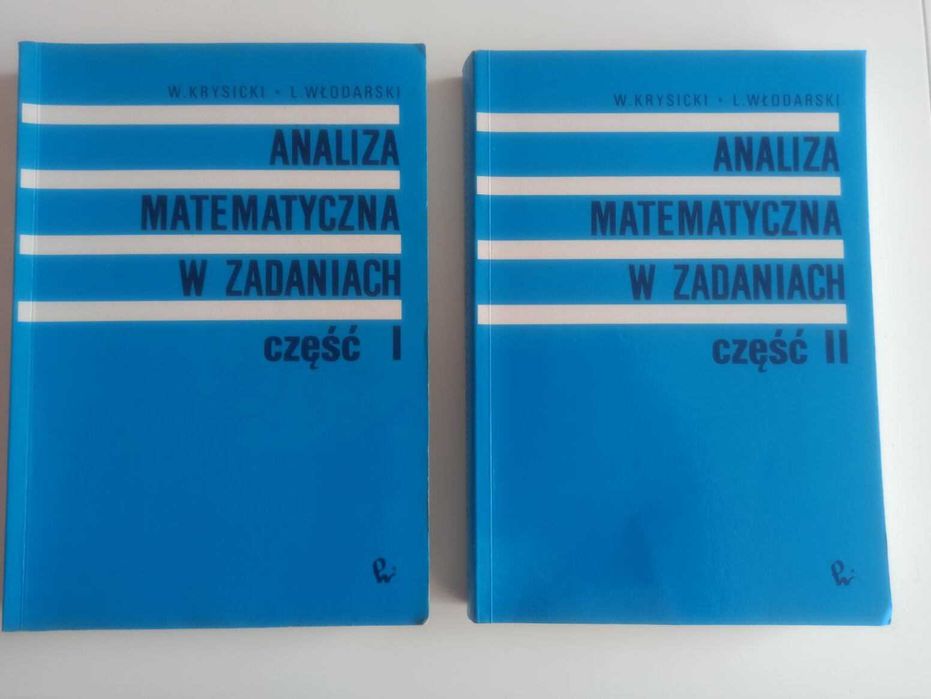 W.KRYSICKI • L.WŁODARSKI
ANALIZA
MATEMATYCZNA
W ZADANIACH
część I
W.KRYSICKI • L.WŁODARSKI
ANALIZA
MATEMATYCZNA
W ZADANIACH
część II